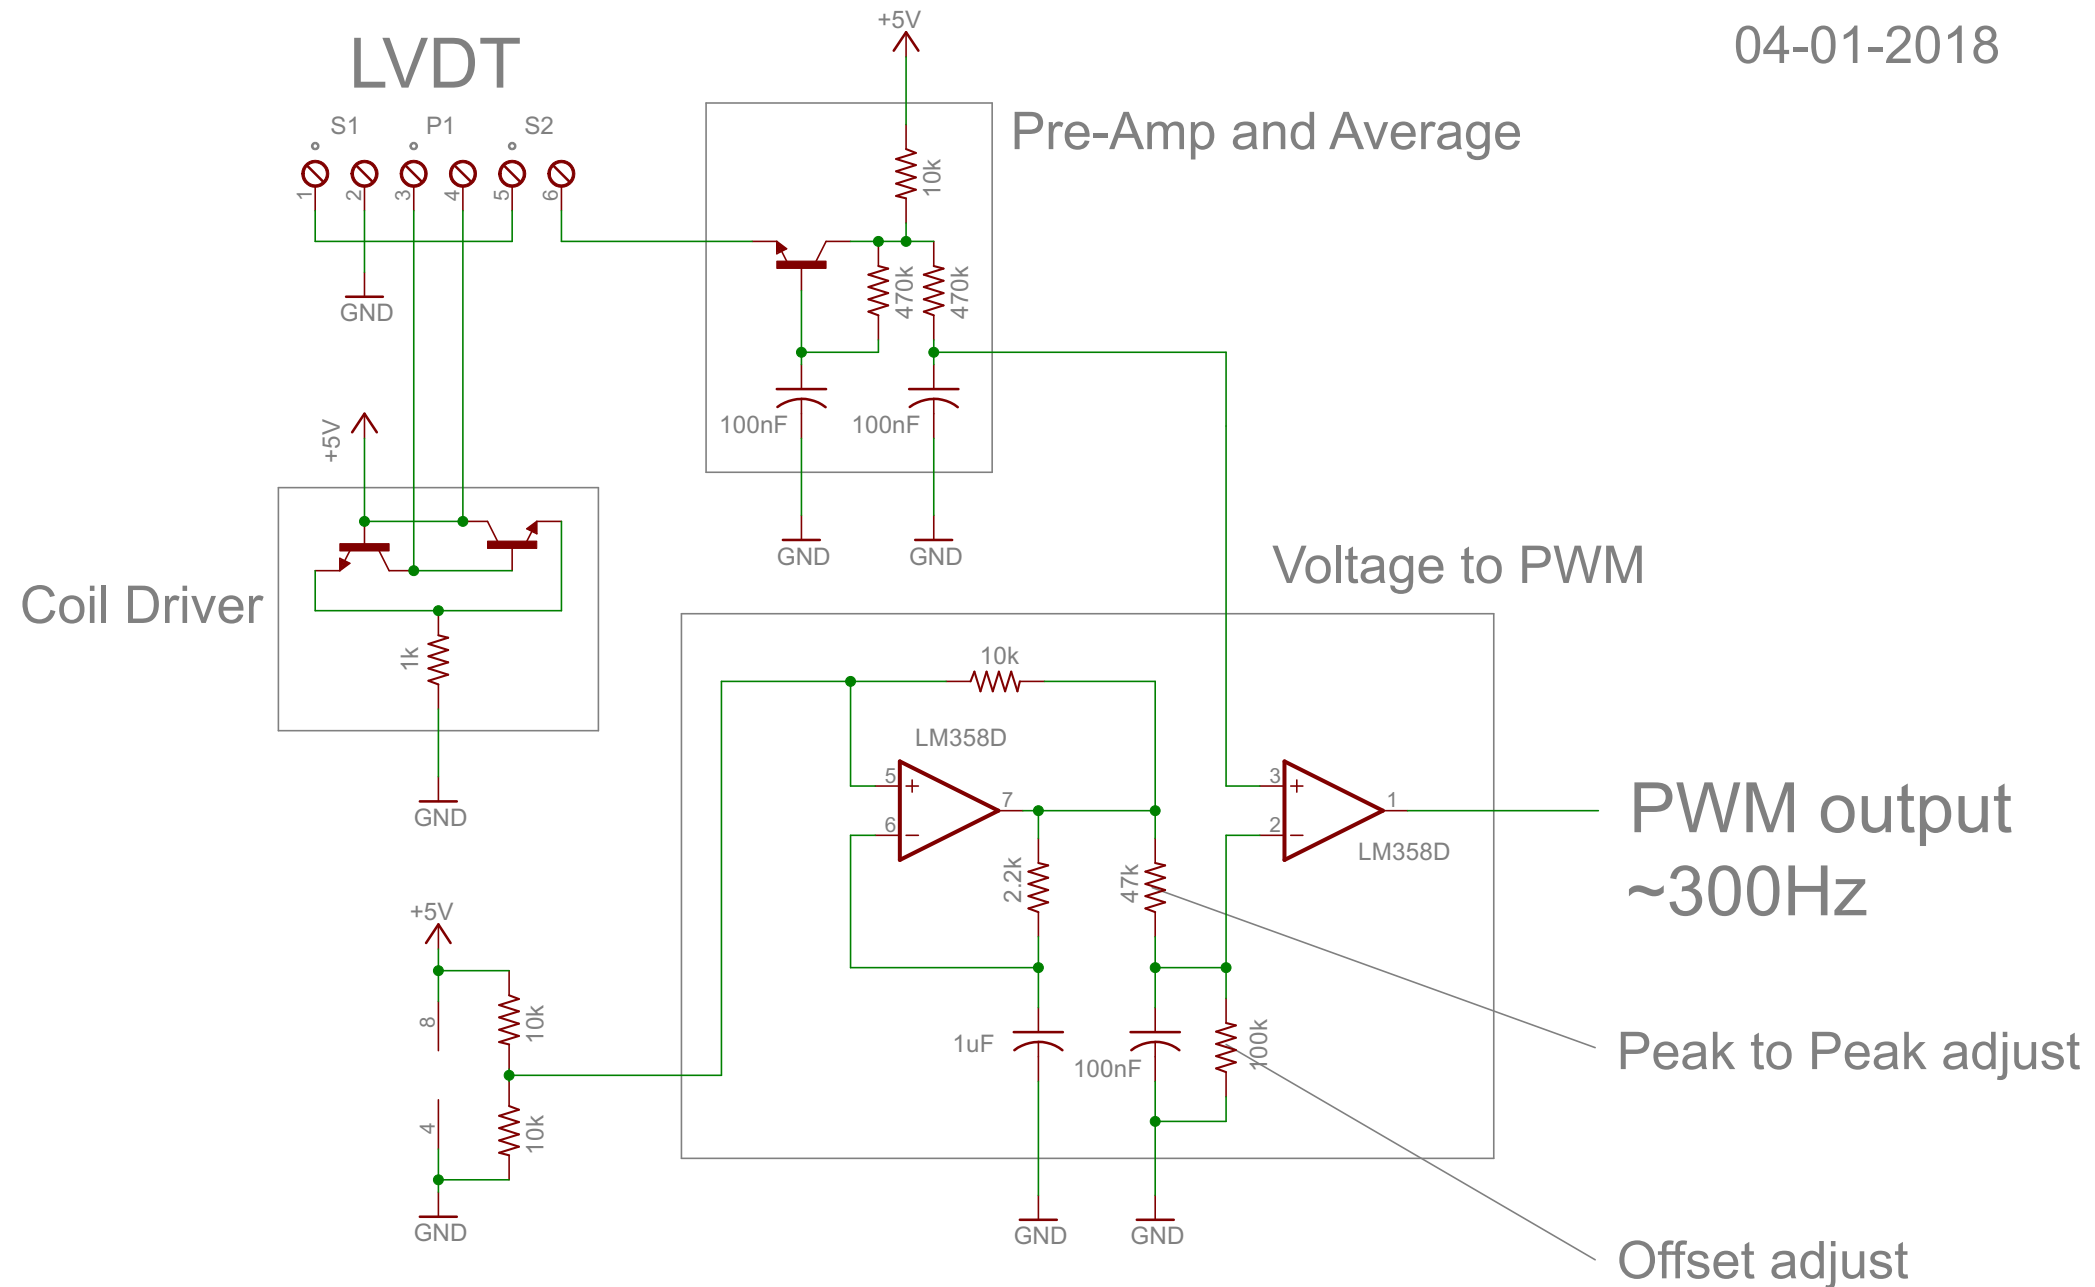 04-01-2018
LVDT
S1
P1
S2
1
2
3
4
5
6
GND
+5V
Pre-Amp and Average
10k
470k
470k
100nF
100nF
GND
GND
+5V
Coil Driver
1k
GND
Voltage to PWM
10k
LM358D
5
6
7
2.2k
47k
3
2
1
LM358D
PWM output
~300Hz
+5V
8
4
10k
10k
GND
1uF
100nF
100k
GND
GND
Peak to Peak adjust
Offset adjust